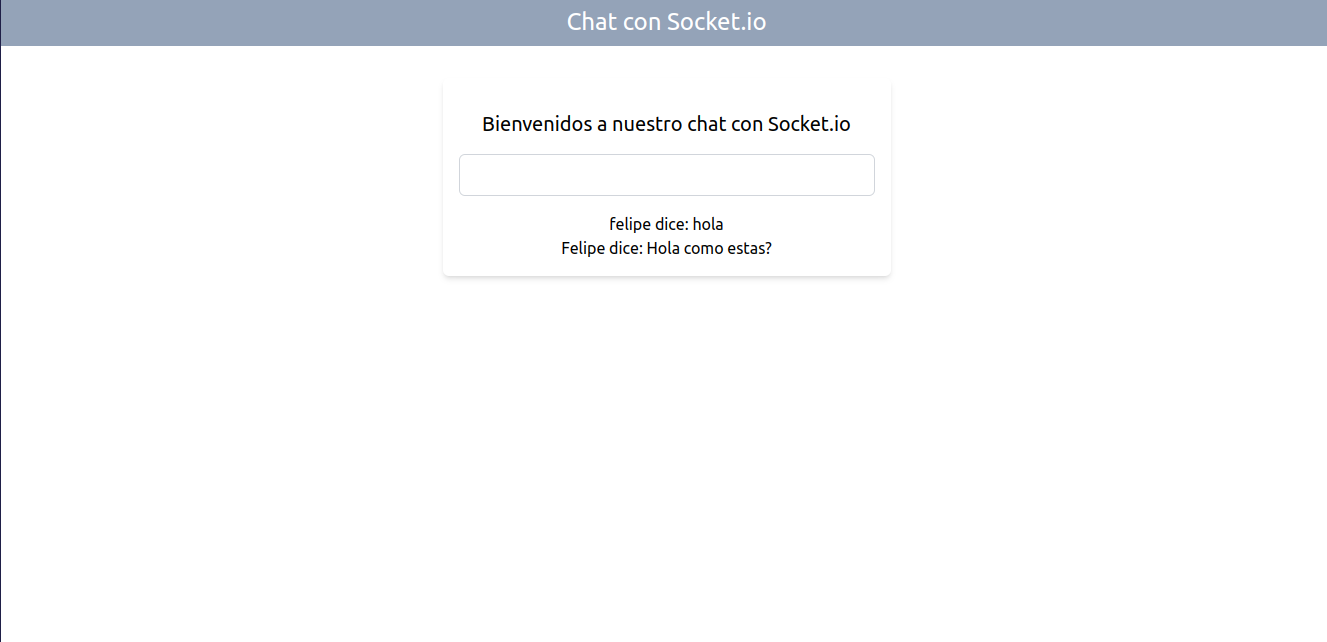 Chat con Socket.io
Bienvenidos a nuestro chat con Socket.io
felipe dice: hola
Felipe dice: Hola como estas?